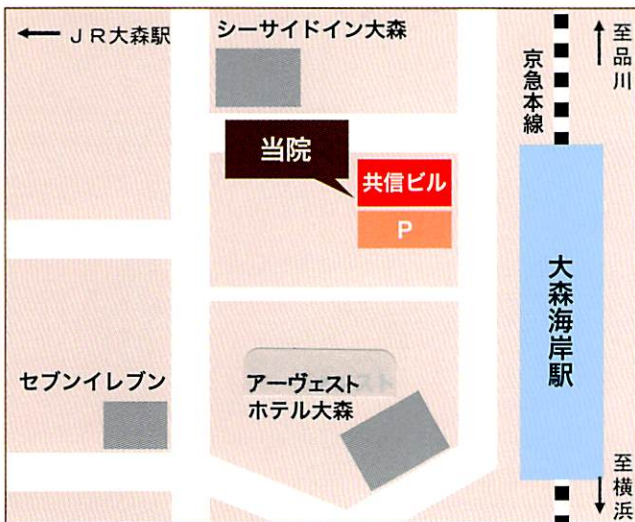 ← JR大森駅
シーサイドイン大森
至品川
京急本線
当院
共信ビル
P
大森海岸駅
セブンイレブン
アーヴェスト
ホテル大森
至横浜